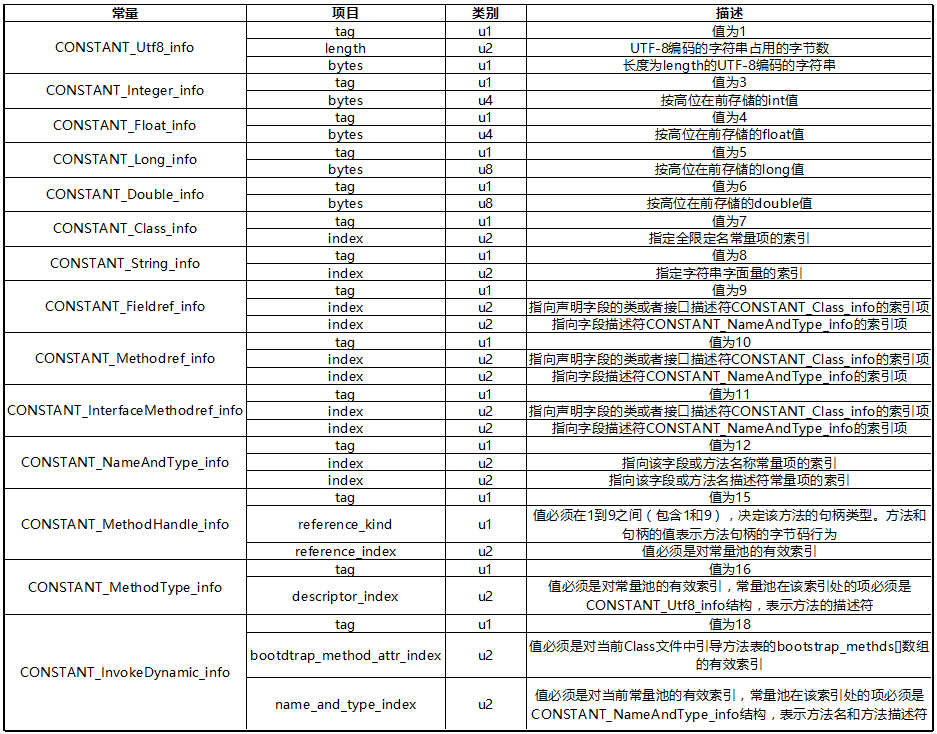 常量 项目 类别 描述
CONSTANT_Utf8_info
tag u1 值为1
length u2 UTF-8编码的字符串占用的字节数
bytes u1 长度为length的UTF-8编码的字符串
CONSTANT_Integer_info
tag u1 值为3
bytes u4 按高位在前存储的int值
CONSTANT_Float_info
tag u1 值为4
bytes u4 按高位在前存储的float值
CONSTANT_Long_info
tag u1 值为5
bytes u8 按高位在前存储的long值
CONSTANT_Double_info
tag u1 值为6
bytes u8 按高位在前存储的double值
CONSTANT_Class_info
tag u1 值为7
index u2 指定全限定名常量项的索引
CONSTANT_String_info
tag u1 值为8
index u2 指定字符串字面量的索引
CONSTANT_Fieldref_info
tag u1 值为9
index u2 指向声明字段的类或者接口描述符CONSTANT_Class_info的索引项
index u2 指向字段描述符CONSTANT_NameAndType_info的索引项
CONSTANT_Methodref_info
tag u1 值为10
index u2 指向声明字段的类或者接口描述符CONSTANT_Class_info的索引项
index u2 指向字段描述符CONSTANT_NameAndType_info的索引项
CONSTANT_InterfaceMethodref_info
tag u1 值为11
index u2 指向声明字段的类或者接口描述符CONSTANT_Class_info的索引项
index u2 指向字段描述符CONSTANT_NameAndType_info的索引项
CONSTANT_NameAndType_info
tag u1 值为12
index u2 指向该字段或方法名称常量项的索引
index u2 指向该字段或方法描述符常量项的索引
CONSTANT_MethodHandle_info
tag u1 值为15
reference_kind u1 值必须在1到9之间（包含1和9），决定该方法的句柄类型。方法和
句柄的值表示方法句柄的字节码行为
reference_index u2 值必须是对常量池的有效索引
CONSTANT_MethodType_info
tag u1 值为16
descriptor_index u2 值必须是对常量池的有效索引，常量池在该索引处的项必须是
CONSTANT_Utf8_info结构，表示方法的描述符
CONSTANT_InvokeDynamic_info
tag u1 值为18
bootdtrap_method_attr_index u2 值必须是对当前Class文件中引导方法表的bootstrap_methds[]数组
的有效索引
name_and_type_index u2 值必须是对当前常量池的有效索引，常量池在该索引处的项必须是
CONSTANT_NameAndType_info结构，表示方法名和方法描述符